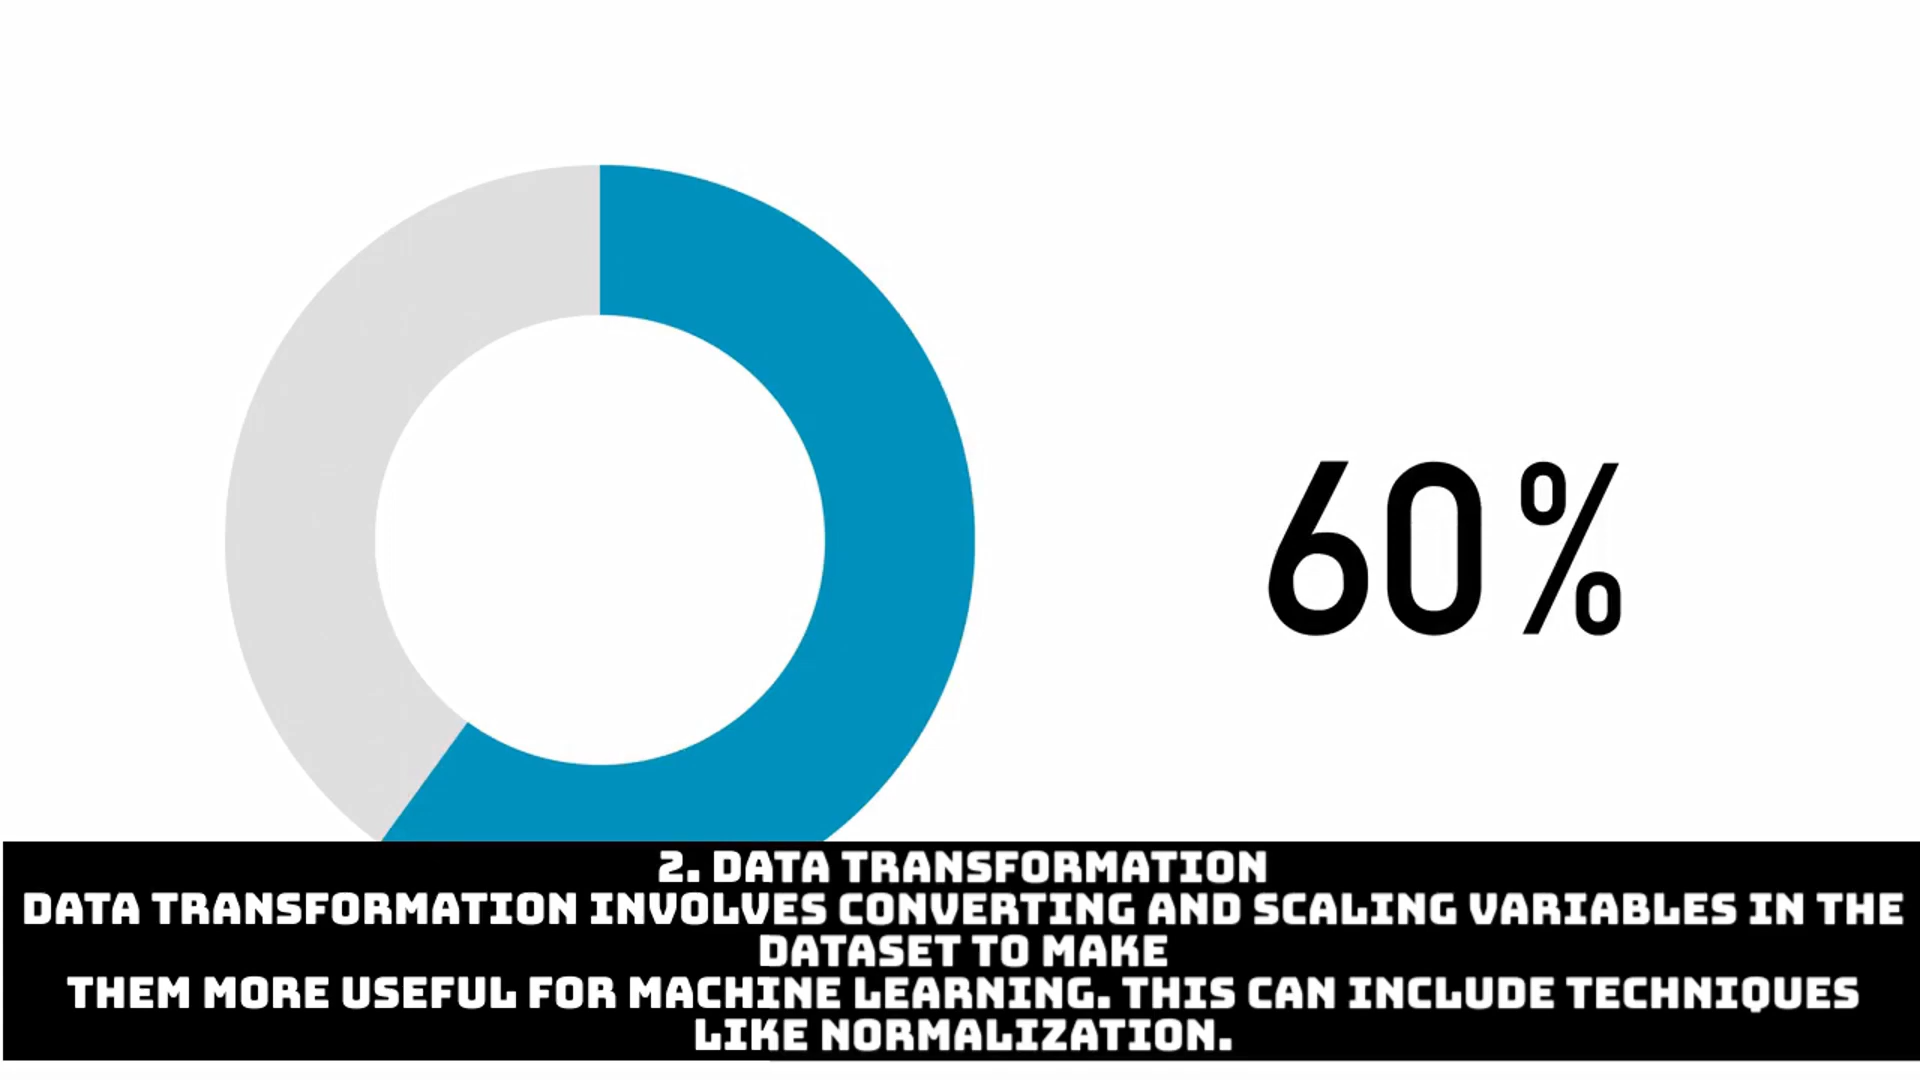 60%
2. DATA TRANSFORMATION
DATA TRANSFORMATION INVOLVES CONVERTING AND SCALING VARIABLES IN THE
DATASET TO MAKE
THEM MORE USEFUL FOR MACHINE LEARNING. THIS CAN INCLUDE TECHNIQUES
LIKE NORMALIZATION.